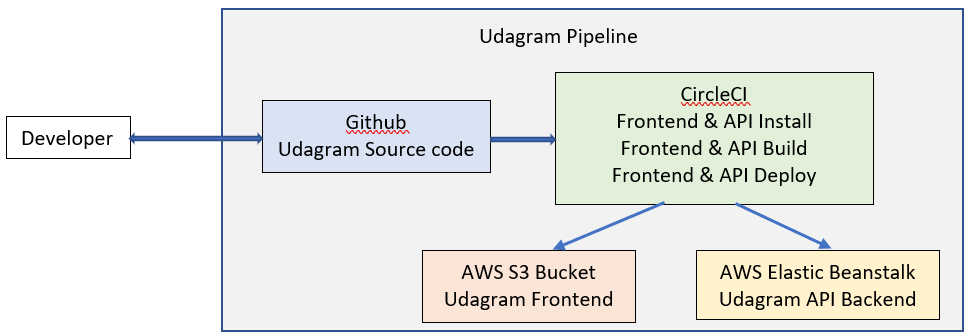 Udagram Pipeline
Developer
Github
Udagram Source code
CircleCI
Frontend & API Install
Frontend & API Build
Frontend & API Deploy
AWS S3 Bucket
Udagram Frontend
AWS Elastic Beanstalk
Udagram API Backend